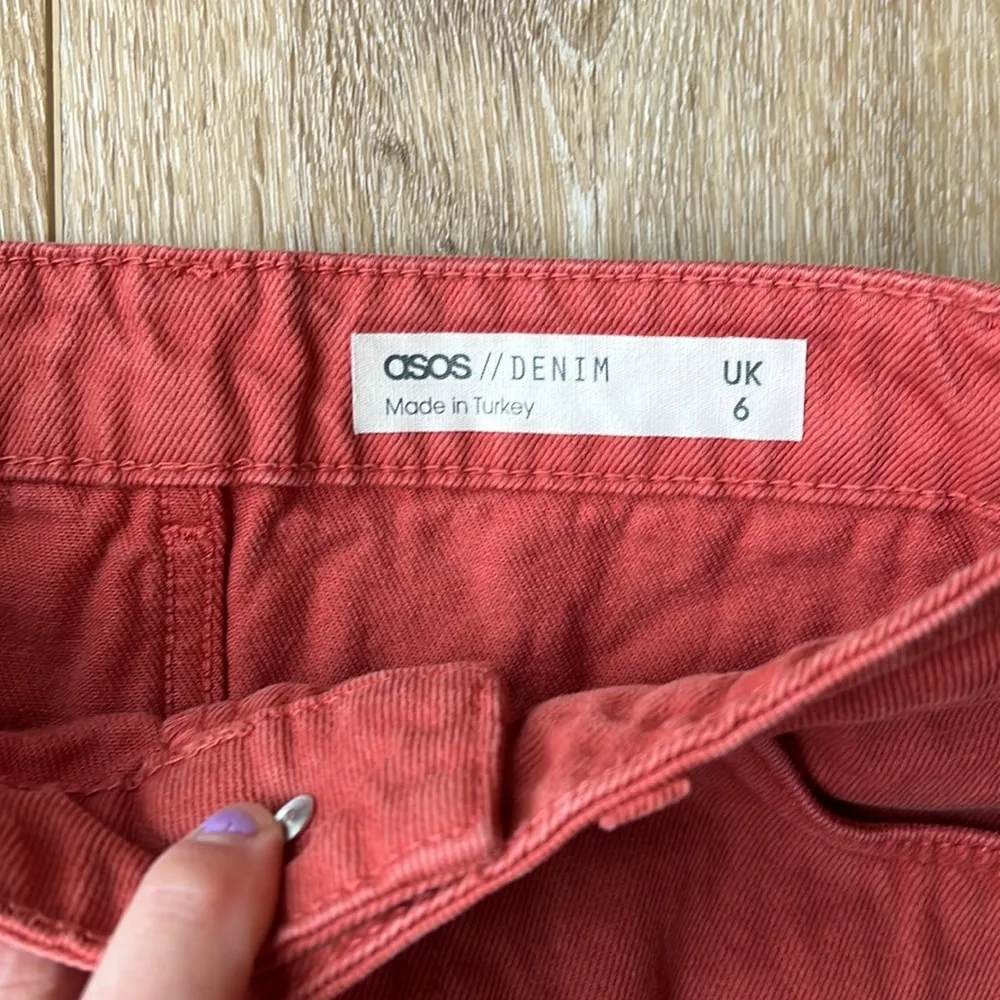 asos // DENIM
Made in Turkey
UK
6